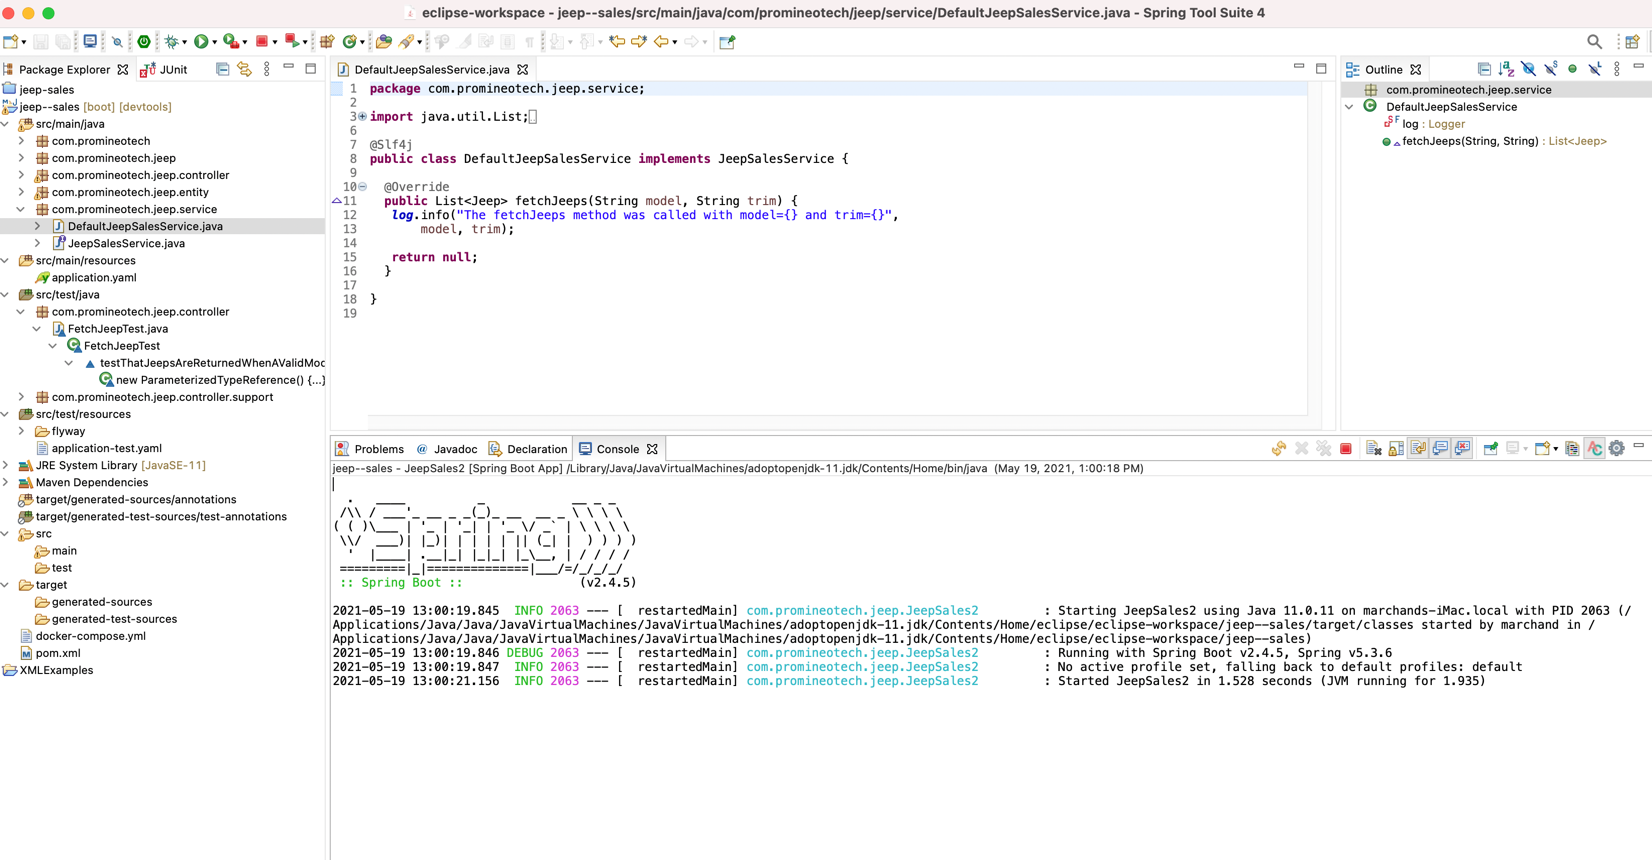 eclipse-workspace - jeep--sales/src/main/java/com/promineotech/jeep/service/DefaultJeepSalesService.java - Spring Tool Suite 4
Package Explorer
JUnit
jeep-sales
jeep--sales [boot] [devtools]
src/main/java
com.promineotech
com.promineotech.jeep
com.promineotech.jeep.controller
com.promineotech.jeep.entity
com.promineotech.jeep.service
DefaultJeepSalesService.java
JeepSalesService.java
src/main/resources
application.yaml
src/test/java
com.promineotech.jeep.controller
FetchJeepTest.java
FetchJeepTest
testThatJeepsAreReturnedWhenAValidMod
new ParameterizedTypeReference() {...}
com.promineotech.jeep.controller.support
src/test/resources
flyway
application-test.yaml
JRE System Library [JavaSE-11]
Maven Dependencies
target/generated-sources/annotations
target/generated-test-sources/test-annotations
src
main
test
target
generated-sources
generated-test-sources
docker-compose.yml
pom.xml
XMLExamples
DefaultJeepSalesService.java
1 package com.promineotech.jeep.service;
2
3 import java.util.List;
6
7 @Slf4j
8 public class DefaultJeepSalesService implements JeepSalesService {
9
10 @Override
11 public List<Jeep> fetchJeeps(String model, String trim) {
12 log.info("The fetchJeeps method was called with model={} and trim={}",
13 model, trim);
14
15 return null;
16 }
17
18 }
19
Outline
com.promineotech.jeep.service
DefaultJeepSalesService
log : Logger
fetchJeeps(String, String) : List<Jeep>
Problems
Javadoc
Declaration
Console
jeep--sales - JeepSales2 [Spring Boot App] /Library/Java/JavaVirtualMachines/adoptopenjdk-11.jdk/Contents/Home/bin/java (May 19, 2021, 1:00:18 PM)
Spring
:: Spring Boot :: (v2.4.5)
2021-05-19 13:00:19.845 INFO 2063 --- [ restartedMain] com.promineotech.jeep.JeepSales2 : Starting JeepSales2 using Java 11.0.11 on marchands-iMac.local with PID 2063 (/
Applications/Java/Java/JavaVirtualMachines/JavaVirtualMachines/adoptopenjdk-11.jdk/Contents/Home/eclipse/eclipse-workspace/jeep--sales/target/classes started by marchand in /
Applications/Java/Java/JavaVirtualMachines/JavaVirtualMachines/adoptopenjdk-11.jdk/Contents/Home/eclipse/eclipse-workspace/jeep--sales)
2021-05-19 13:00:19.846 DEBUG 2063 --- [ restartedMain] com.promineotech.jeep.JeepSales2 : Running with Spring Boot v2.4.5, Spring v5.3.6
2021-05-19 13:00:19.847 INFO 2063 --- [ restartedMain] com.promineotech.jeep.JeepSales2 : No active profile set, falling back to default profiles: default
2021-05-19 13:00:21.156 INFO 2063 --- [ restartedMain] com.promineotech.jeep.JeepSales2 : Started JeepSales2 in 1.528 seconds (JVM running for 1.935)